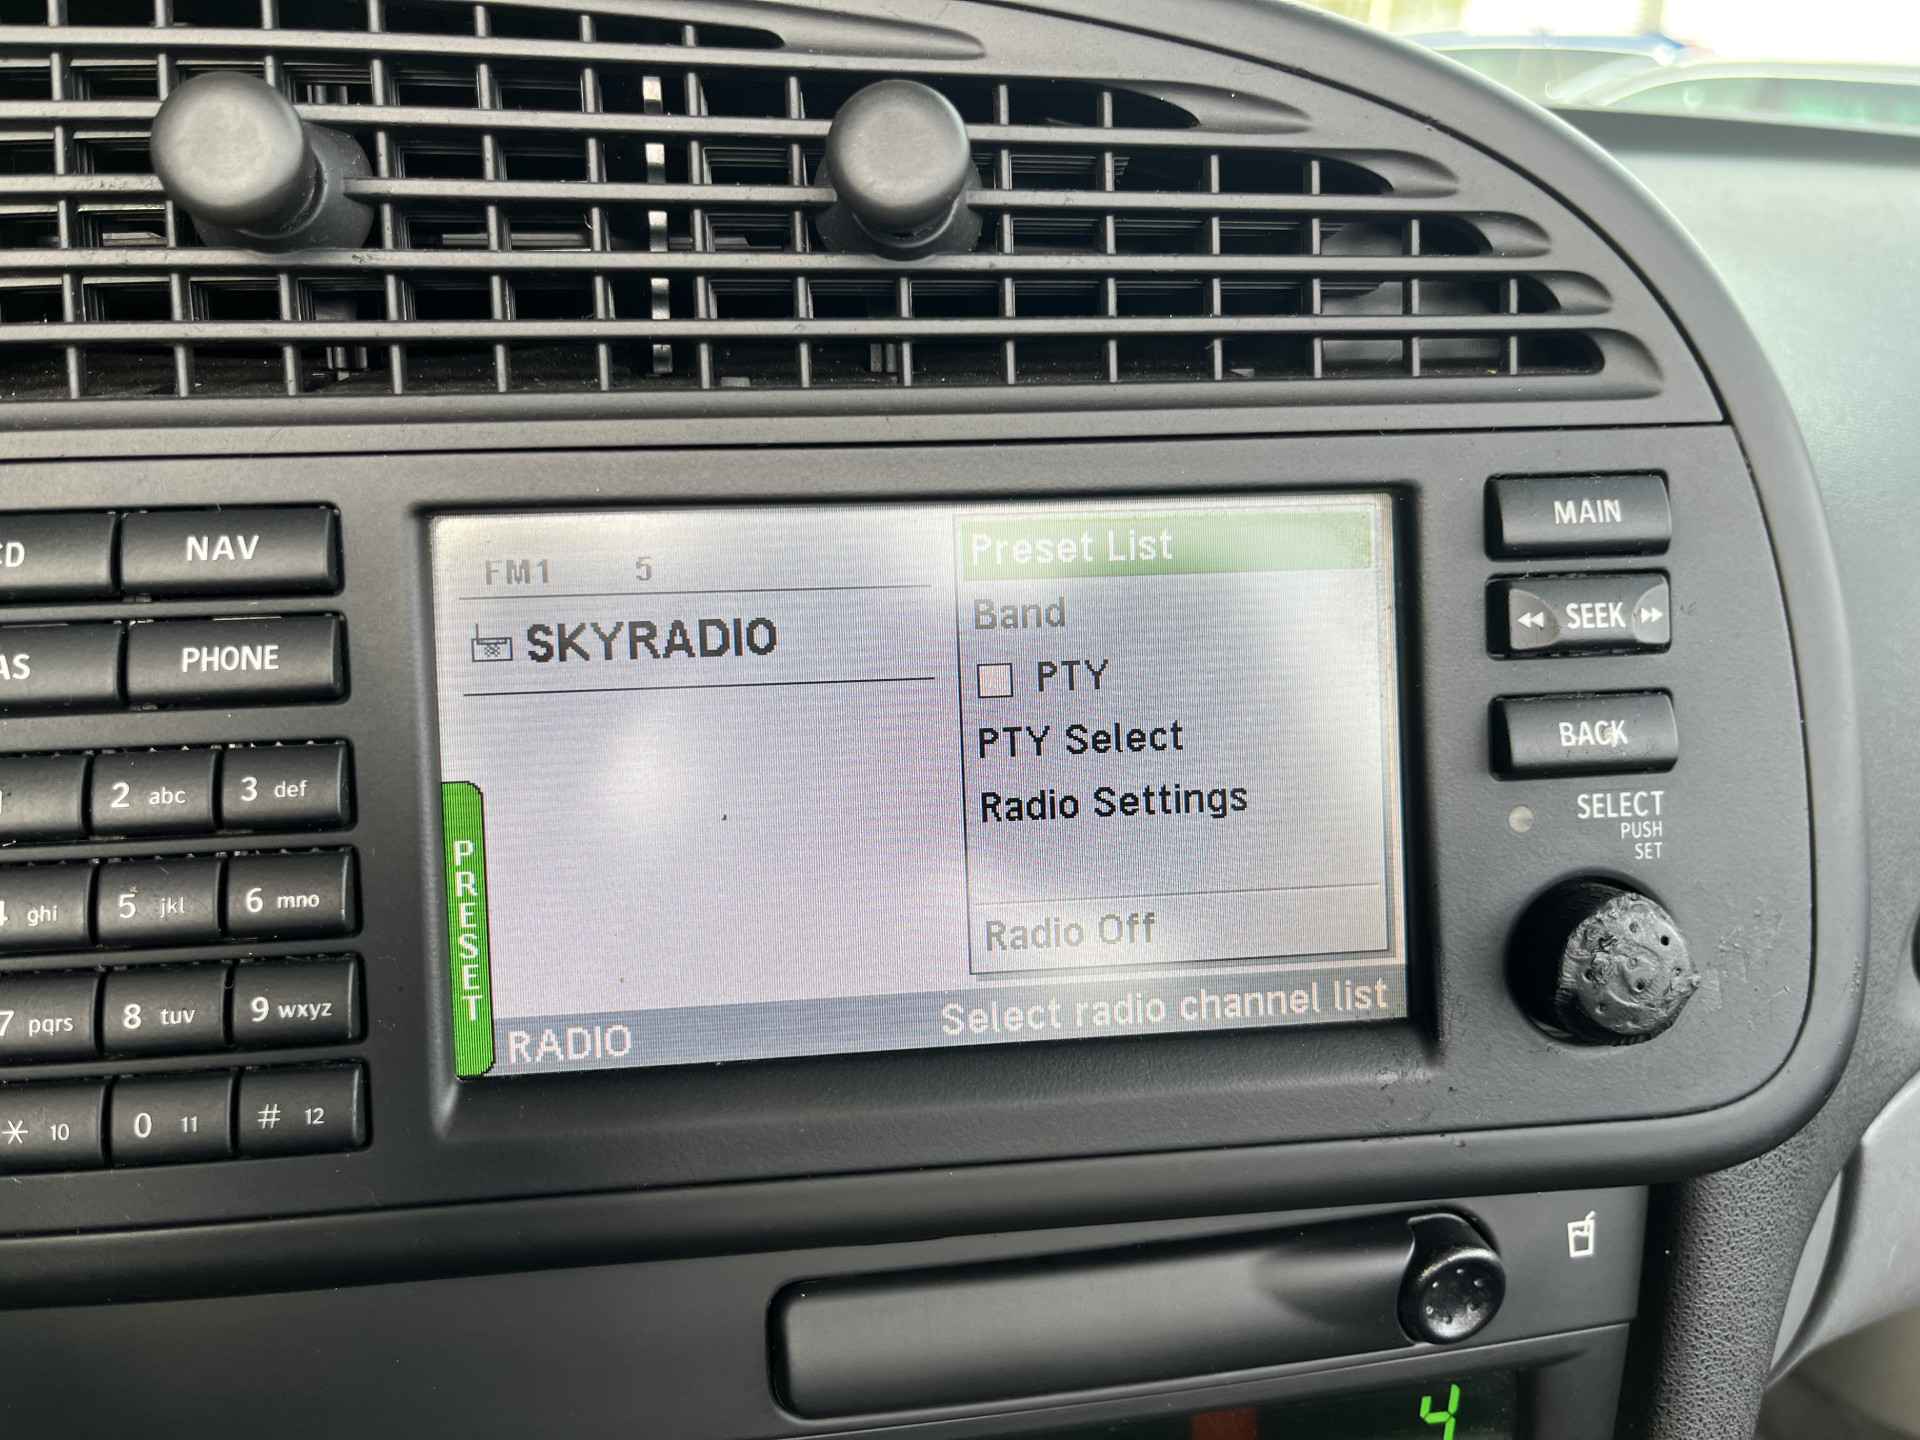 NAV
PHONE
2 abc
3 def
ghi
5 jkl
6 mno
7 pqrs
8 tuv
9 wxyz
* 10
0 11
# 12
FM1 5
SKYRADIO
PRESET
RADIO
Preset List
Band
PTY
PTY Select
Radio Settings
Radio Off
Select radio channel list
MAIN
SEEK
BACK
SELECT
PUSH
SET
4